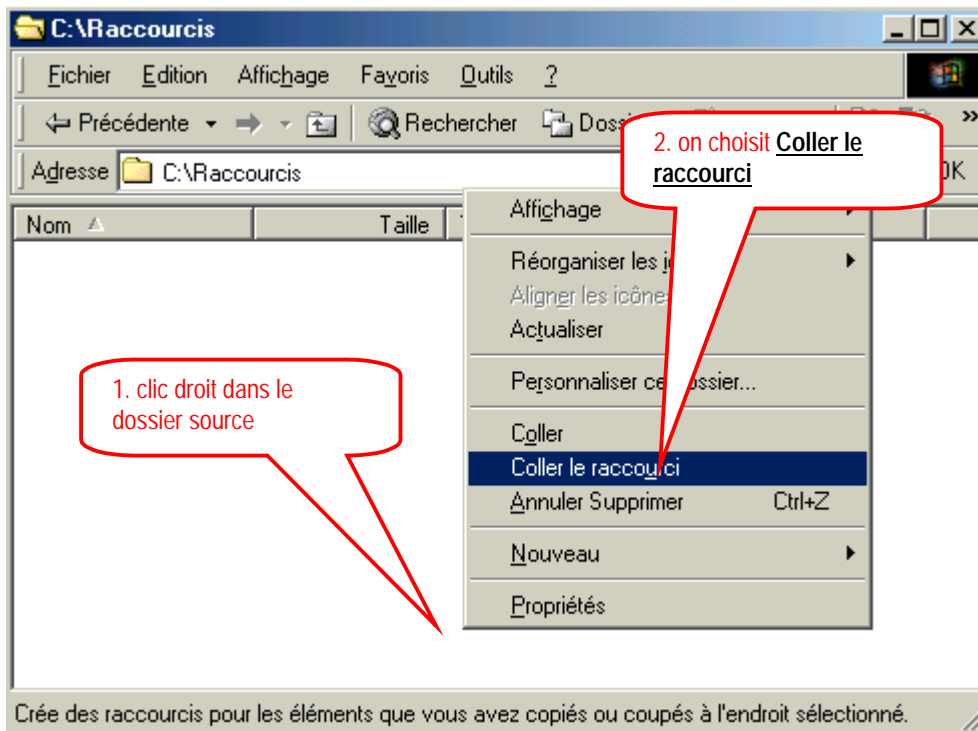 C:\Raccourcis
Fichier Edition Affichage Favoris Outils ?
Précédente Rechercher
Adresse C:\Raccourcis
2. on choisit Coller le
raccourci
Nom Taille
Affichage
Réorganiser les
Aligner les icônes
Actualiser
Personnaliser ce dossier...
1. clic droit dans le
dossier source
Coller
Coller le raccourci
Annuler Supprimer Ctrl+Z
Nouveau
Propriétés
Crée des raccourcis pour les éléments que vous avez copiés ou coupés à l'endroit sélectionné.